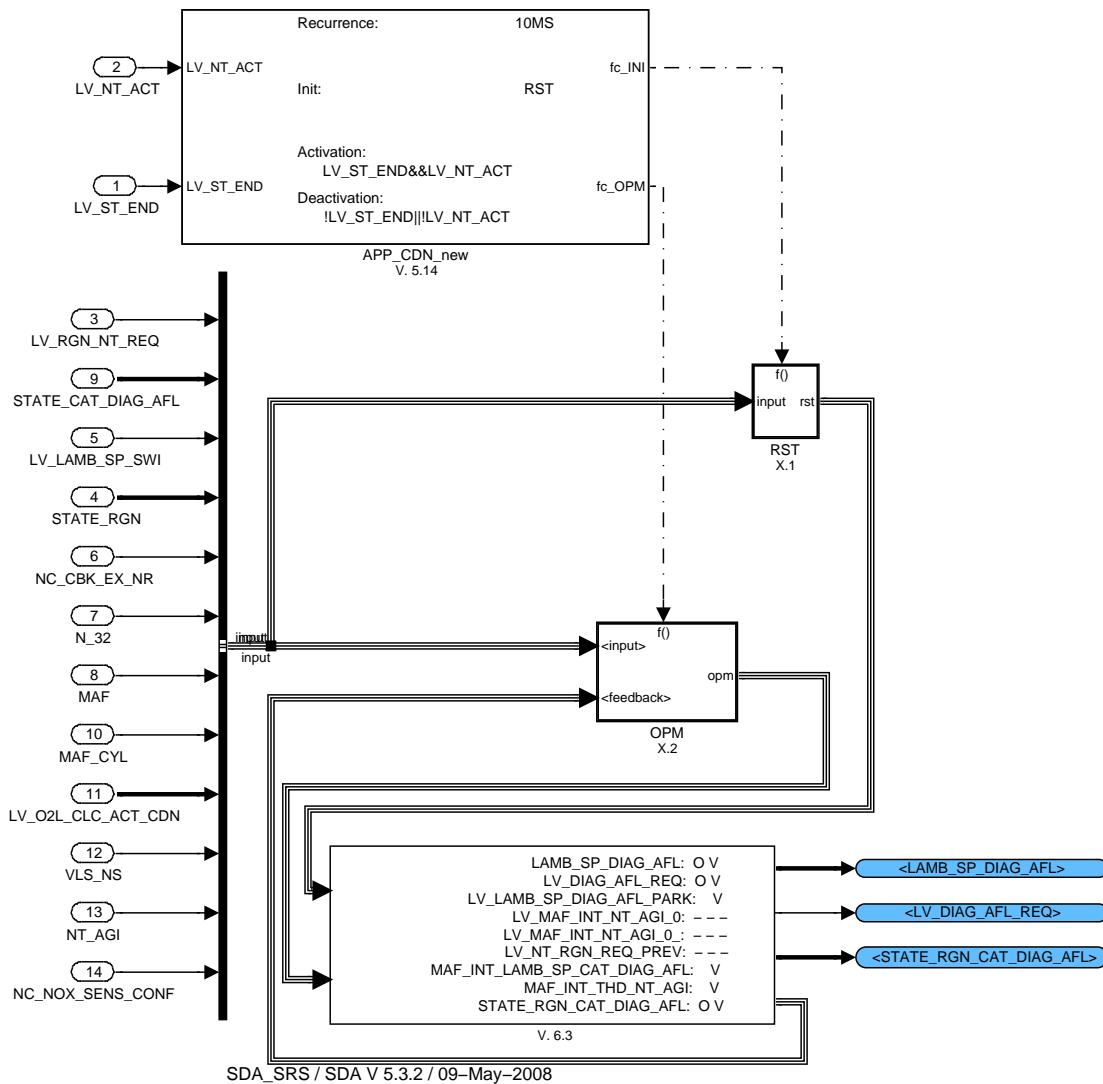 Recurrence: 10MS
2
LV_NT_ACT
LV_NT_ACT
fc_INI
Init: RST
Activation:
LV_ST_END&&LV_NT_ACT
1
LV_ST_END
LV_ST_END
fc_OPM
Deactivation:
!LV_ST_END||!LV_NT_ACT
APP_CDN_new
V. 5.14
3
LV_RGN_NT_REQ
9
STATE_CAT_DIAG_AFL
5
LV_LAMB_SP_SWI
4
STATE_RGN
6
NC_CBK_EX_NR
7
N_32
8
MAF
10
MAF_CYL
11
LV_O2L_CLC_ACT_CDN
12
VLS_NS
13
NT_AGI
14
NC_NOX_SENS_CONF
input
input
input
f()
input rst
RST
X.1
f()
<input>
opm
<feedback>
OPM
X.2
LAMB_SP_DIAG_AFL: O V
LV_DIAG_AFL_REQ: O V
LV_LAMB_SP_DIAG_AFL_PARK: V
LV_MAF_INT_NT_AGI_0: – – –
LV_MAF_INT_NT_AGI_0_: – – –
LV_NT_RGN_REQ_PREV: – – –
MAF_INT_LAMB_SP_CAT_DIAG_AFL: V
MAF_INT_THD_NT_AGI: V
STATE_RGN_CAT_DIAG_AFL: O V
V. 6.3
<LAMB_SP_DIAG_AFL>
<LV_DIAG_AFL_REQ>
<STATE_RGN_CAT_DIAG_AFL>
SDA_SRS / SDA V 5.3.2 / 09–May–2008